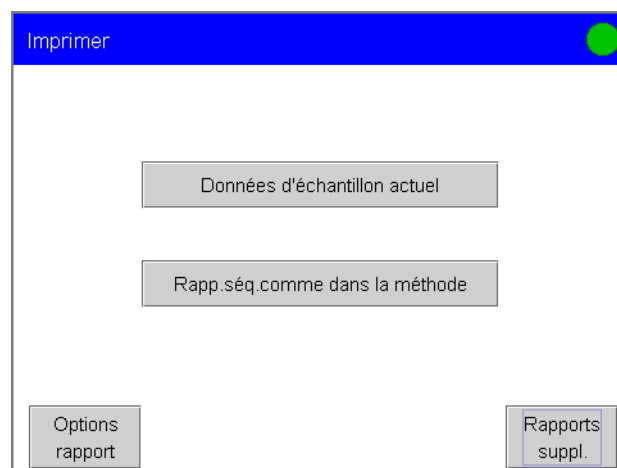 Imprimer
Données d'échantillon actuel
Rapp.séq.comme dans la méthode
Options
rapport
Rapports
suppl.